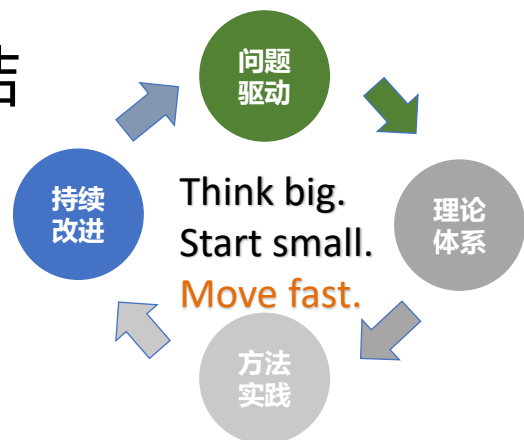 结
问题
驱动
持续
改进
Think big.
Start small.
Move fast.
理论
体系
方法
实践